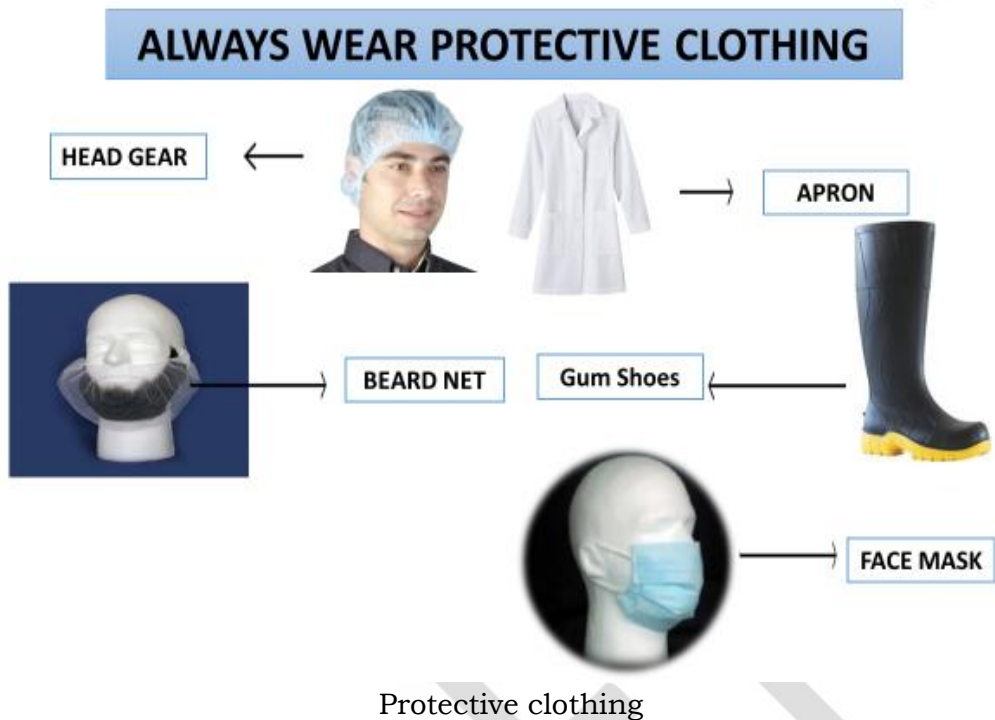 ALWAYS WEAR PROTECTIVE CLOTHING
HEAD GEAR
APRON
BEARD NET
Gum Shoes
FACE MASK
Protective clothing